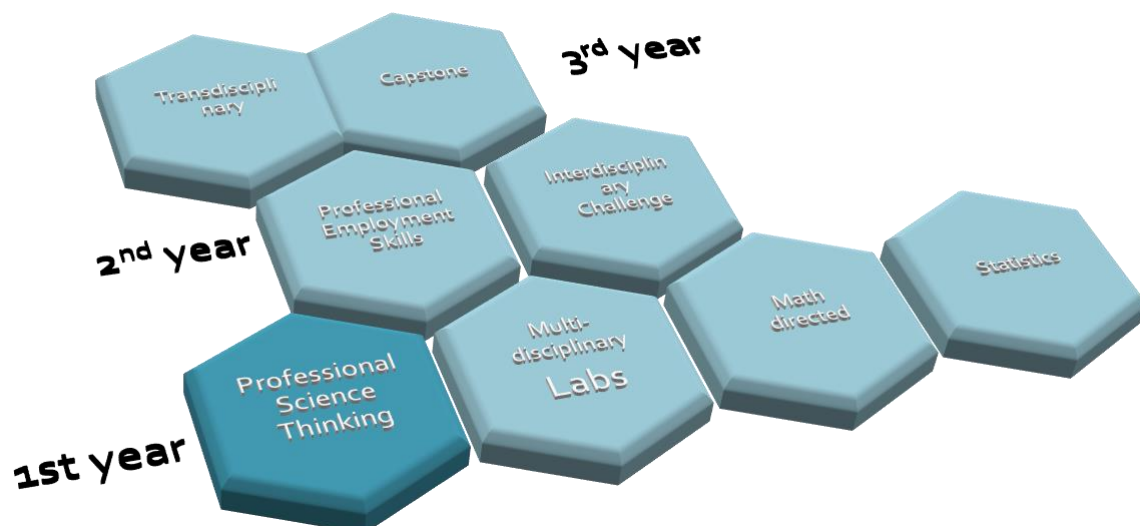 Transdiscipli
nary
Capstone
3rd year
2nd year
Professional
Employment
Skills
Interdisciplin
ary
Challenge
1st year
Professional
Science
Thinking
Multi-
disciplinary
Labs
Math
directed
Statistics